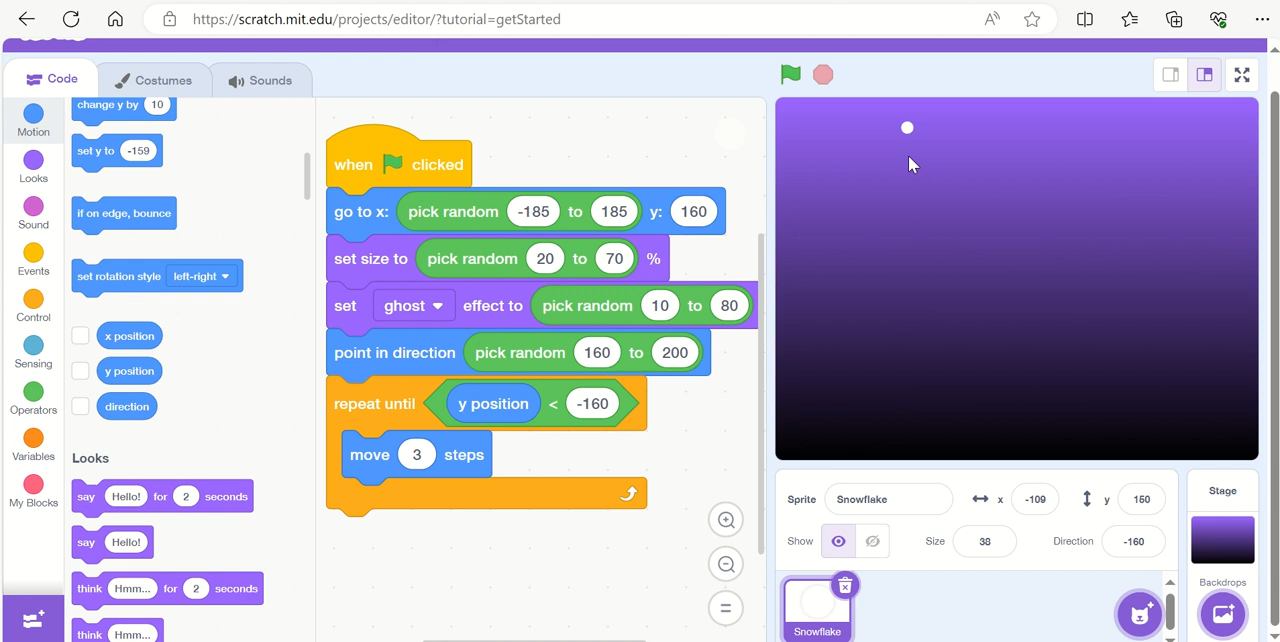 https://scratch.mit.edu/projects/editor/?tutorial=getStarted
Code Costumes Sounds
Motion
Looks
Sound
Events
Control
Sensing
Operators
Variables
My Blocks
change y by 10
set y to -159
if on edge, bounce
set rotation style left-right
x position
y position
direction
Looks
say Hello! for 2 seconds
say Hello!
think Hmm... for 2 seconds
think Hmm...
when clicked
go to x: pick random -185 to 185 y: 160
set size to pick random 20 to 70 %
set ghost effect to pick random 10 to 80
point in direction pick random 160 to 200
repeat until y position < -160
move 3 steps
Sprite Snowflake x -109 y 150
Show Size 38 Direction -160
Snowflake
Stage
Backdrops